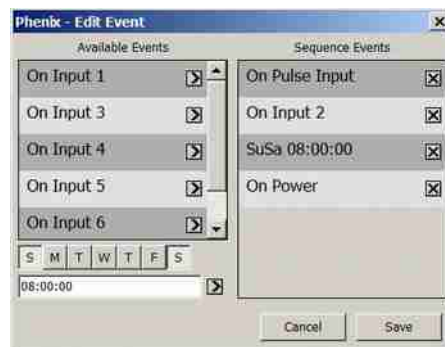 Phenix - Edit Event
Available Events
Sequence Events
On Input 1
On Input 3
On Input 4
On Input 5
On Input 6
S M T W T F S
08:00:00
On Pulse Input
On Input 2
SuSa 08:00:00
On Power
Cancel
Save